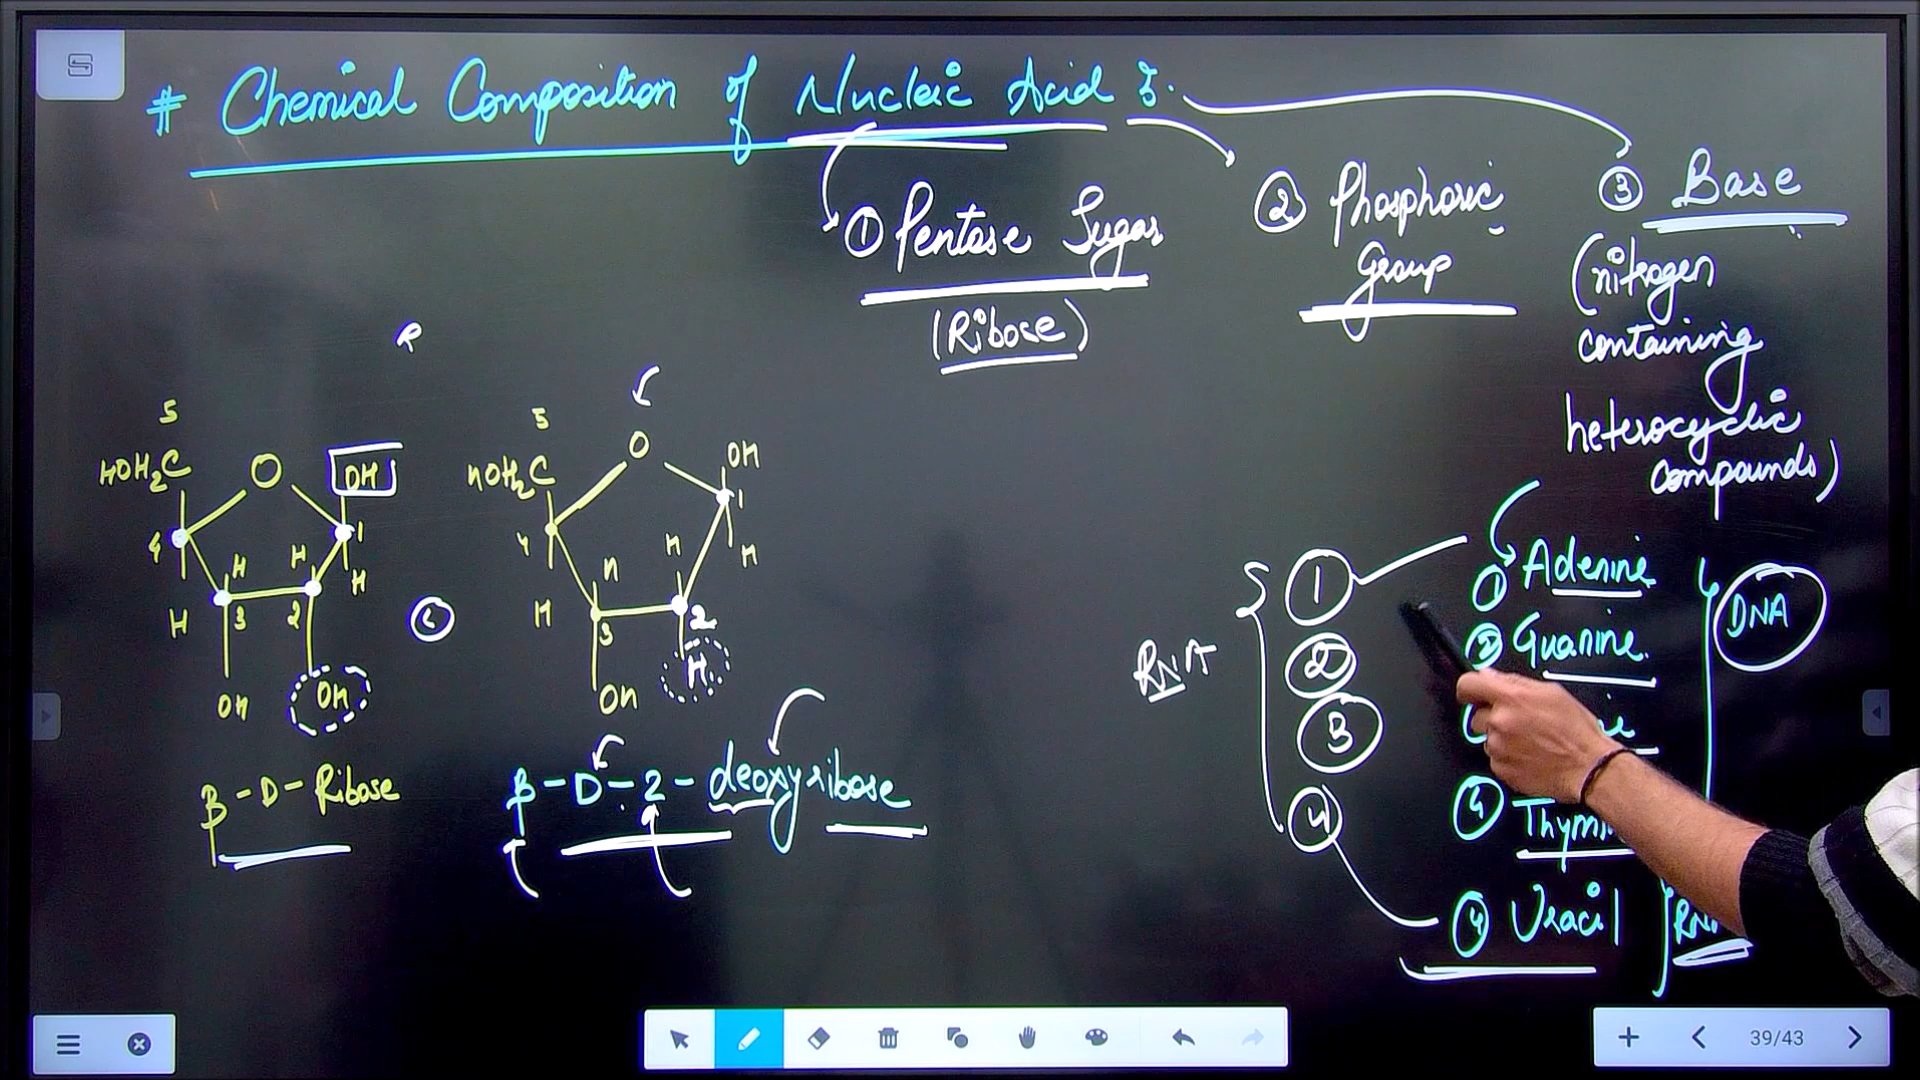 # Chemical Composition of Nucleic Acid :
① Pentose Sugar
(Ribose)
② Phosphoric
Group
③ Base
(nitrogen
containing
heterocyclic
compounds)
R
5
HOH₂C
O
OH
4
1
H
H
H
H
3
2
OH
OH
β-D-Ribose
5
HOH₂C
O
OH
4
1
H
H
H
H
3
2
OH
H
β-D-2-deoxyribose
RNA
①
②
③
④
① Adenine
② Guanine
④
④ Uracil
DNA
39/43